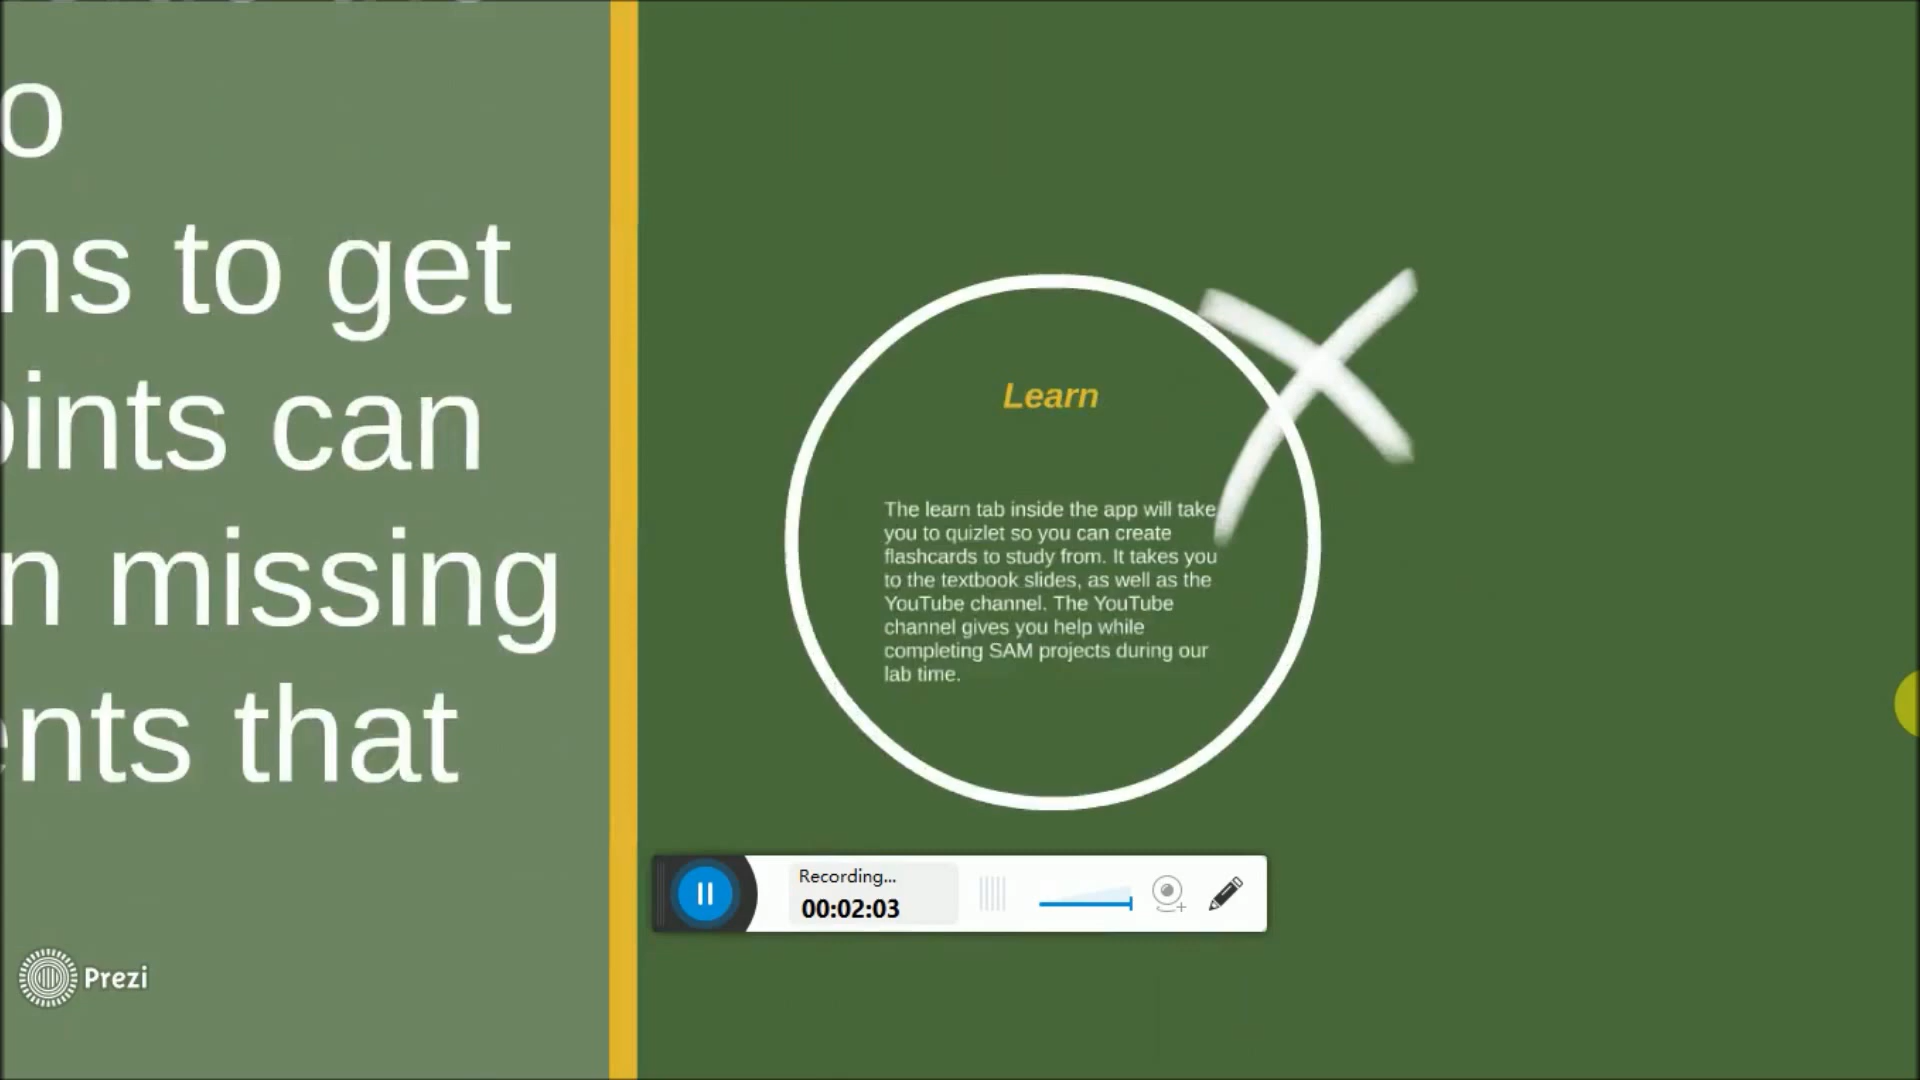 o
ns to get
oints can
n missing
ents that
Learn
The learn tab inside the app will take
you to quizlet so you can create
flashcards to study from. It takes you
to the textbook slides, as well as the
YouTube channel. The YouTube
channel gives you help while
completing SAM projects during our
lab time.
Recording...
00:02:03
Prezi